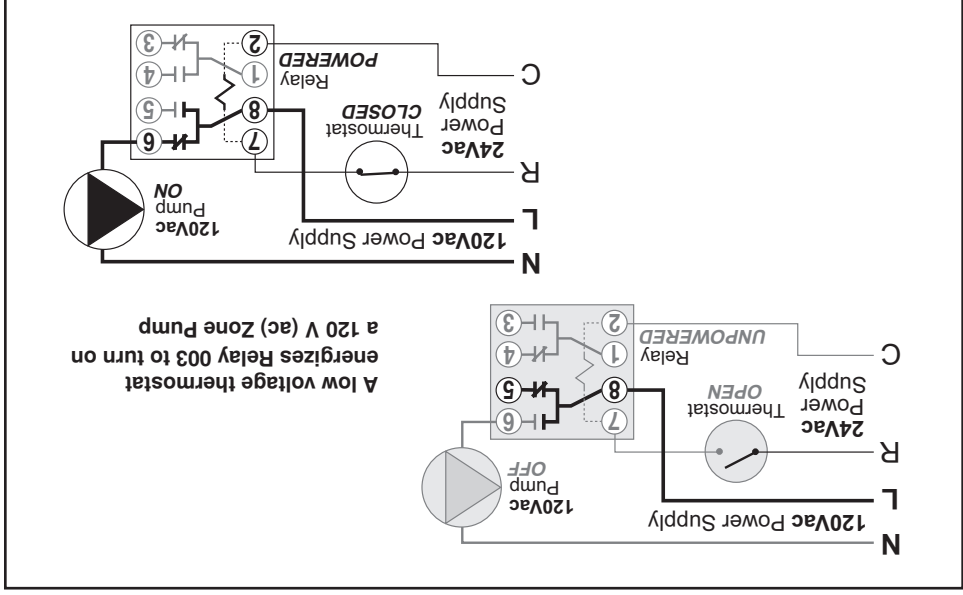 N
120Vac Power Supply
L
120Vac
Pump
OFF
R
24Vac
Power
Supply
C
Thermostat
OPEN
7 6
8 5
1 4
2 3
Relay
UNPOWERED
A low voltage thermostat
energizes Relay 003 to turn on
a 120 V (ac) Zone Pump
N
120Vac Power Supply
L
120Vac
Pump
ON
R
24Vac
Power
Supply
C
Thermostat
CLOSED
7 6
8 5
1 4
2 3
Relay
POWERED